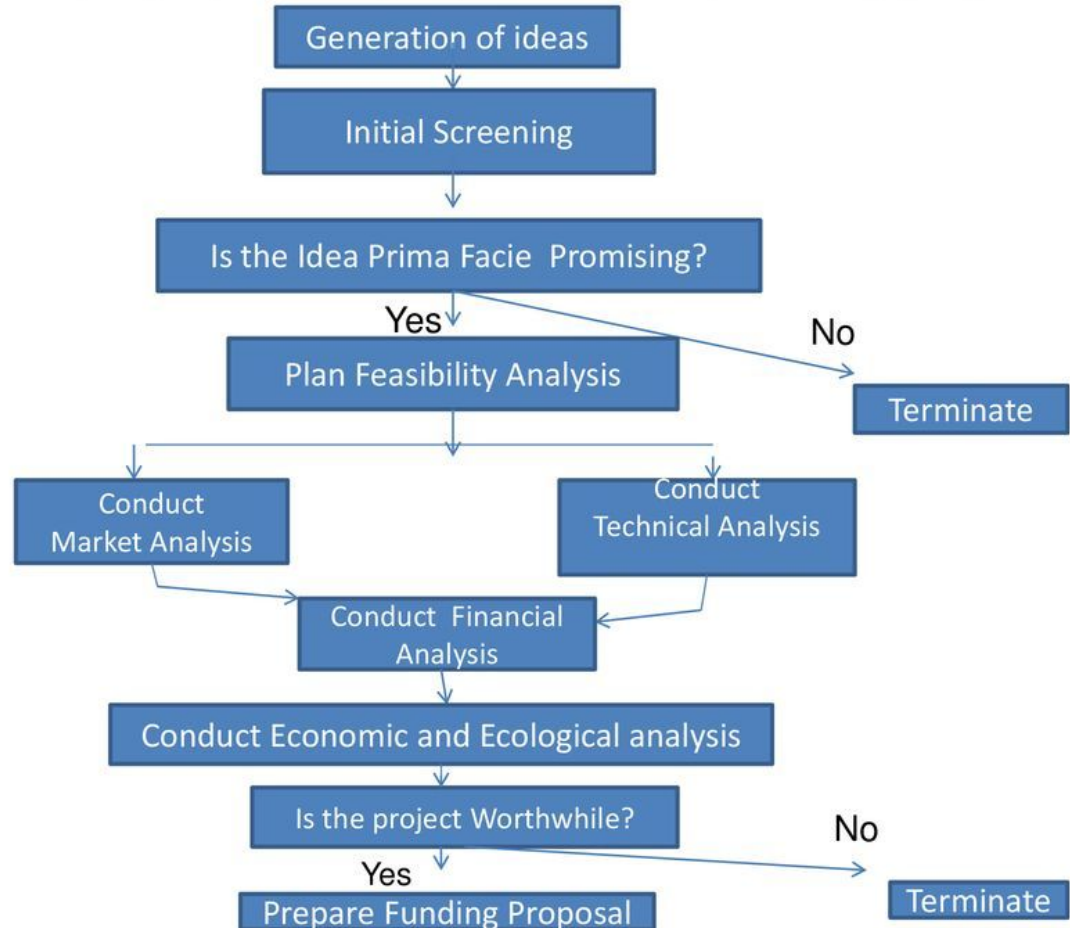 Generation of ideas
Initial Screening
Is the Idea Prima Facie Promising?
Yes
No
Plan Feasibility Analysis
Terminate
Conduct
Market Analysis
Conduct
Technical Analysis
Conduct Financial
Analysis
Conduct Economic and Ecological analysis
Is the project Worthwhile?
No
Yes
Terminate
Prepare Funding Proposal